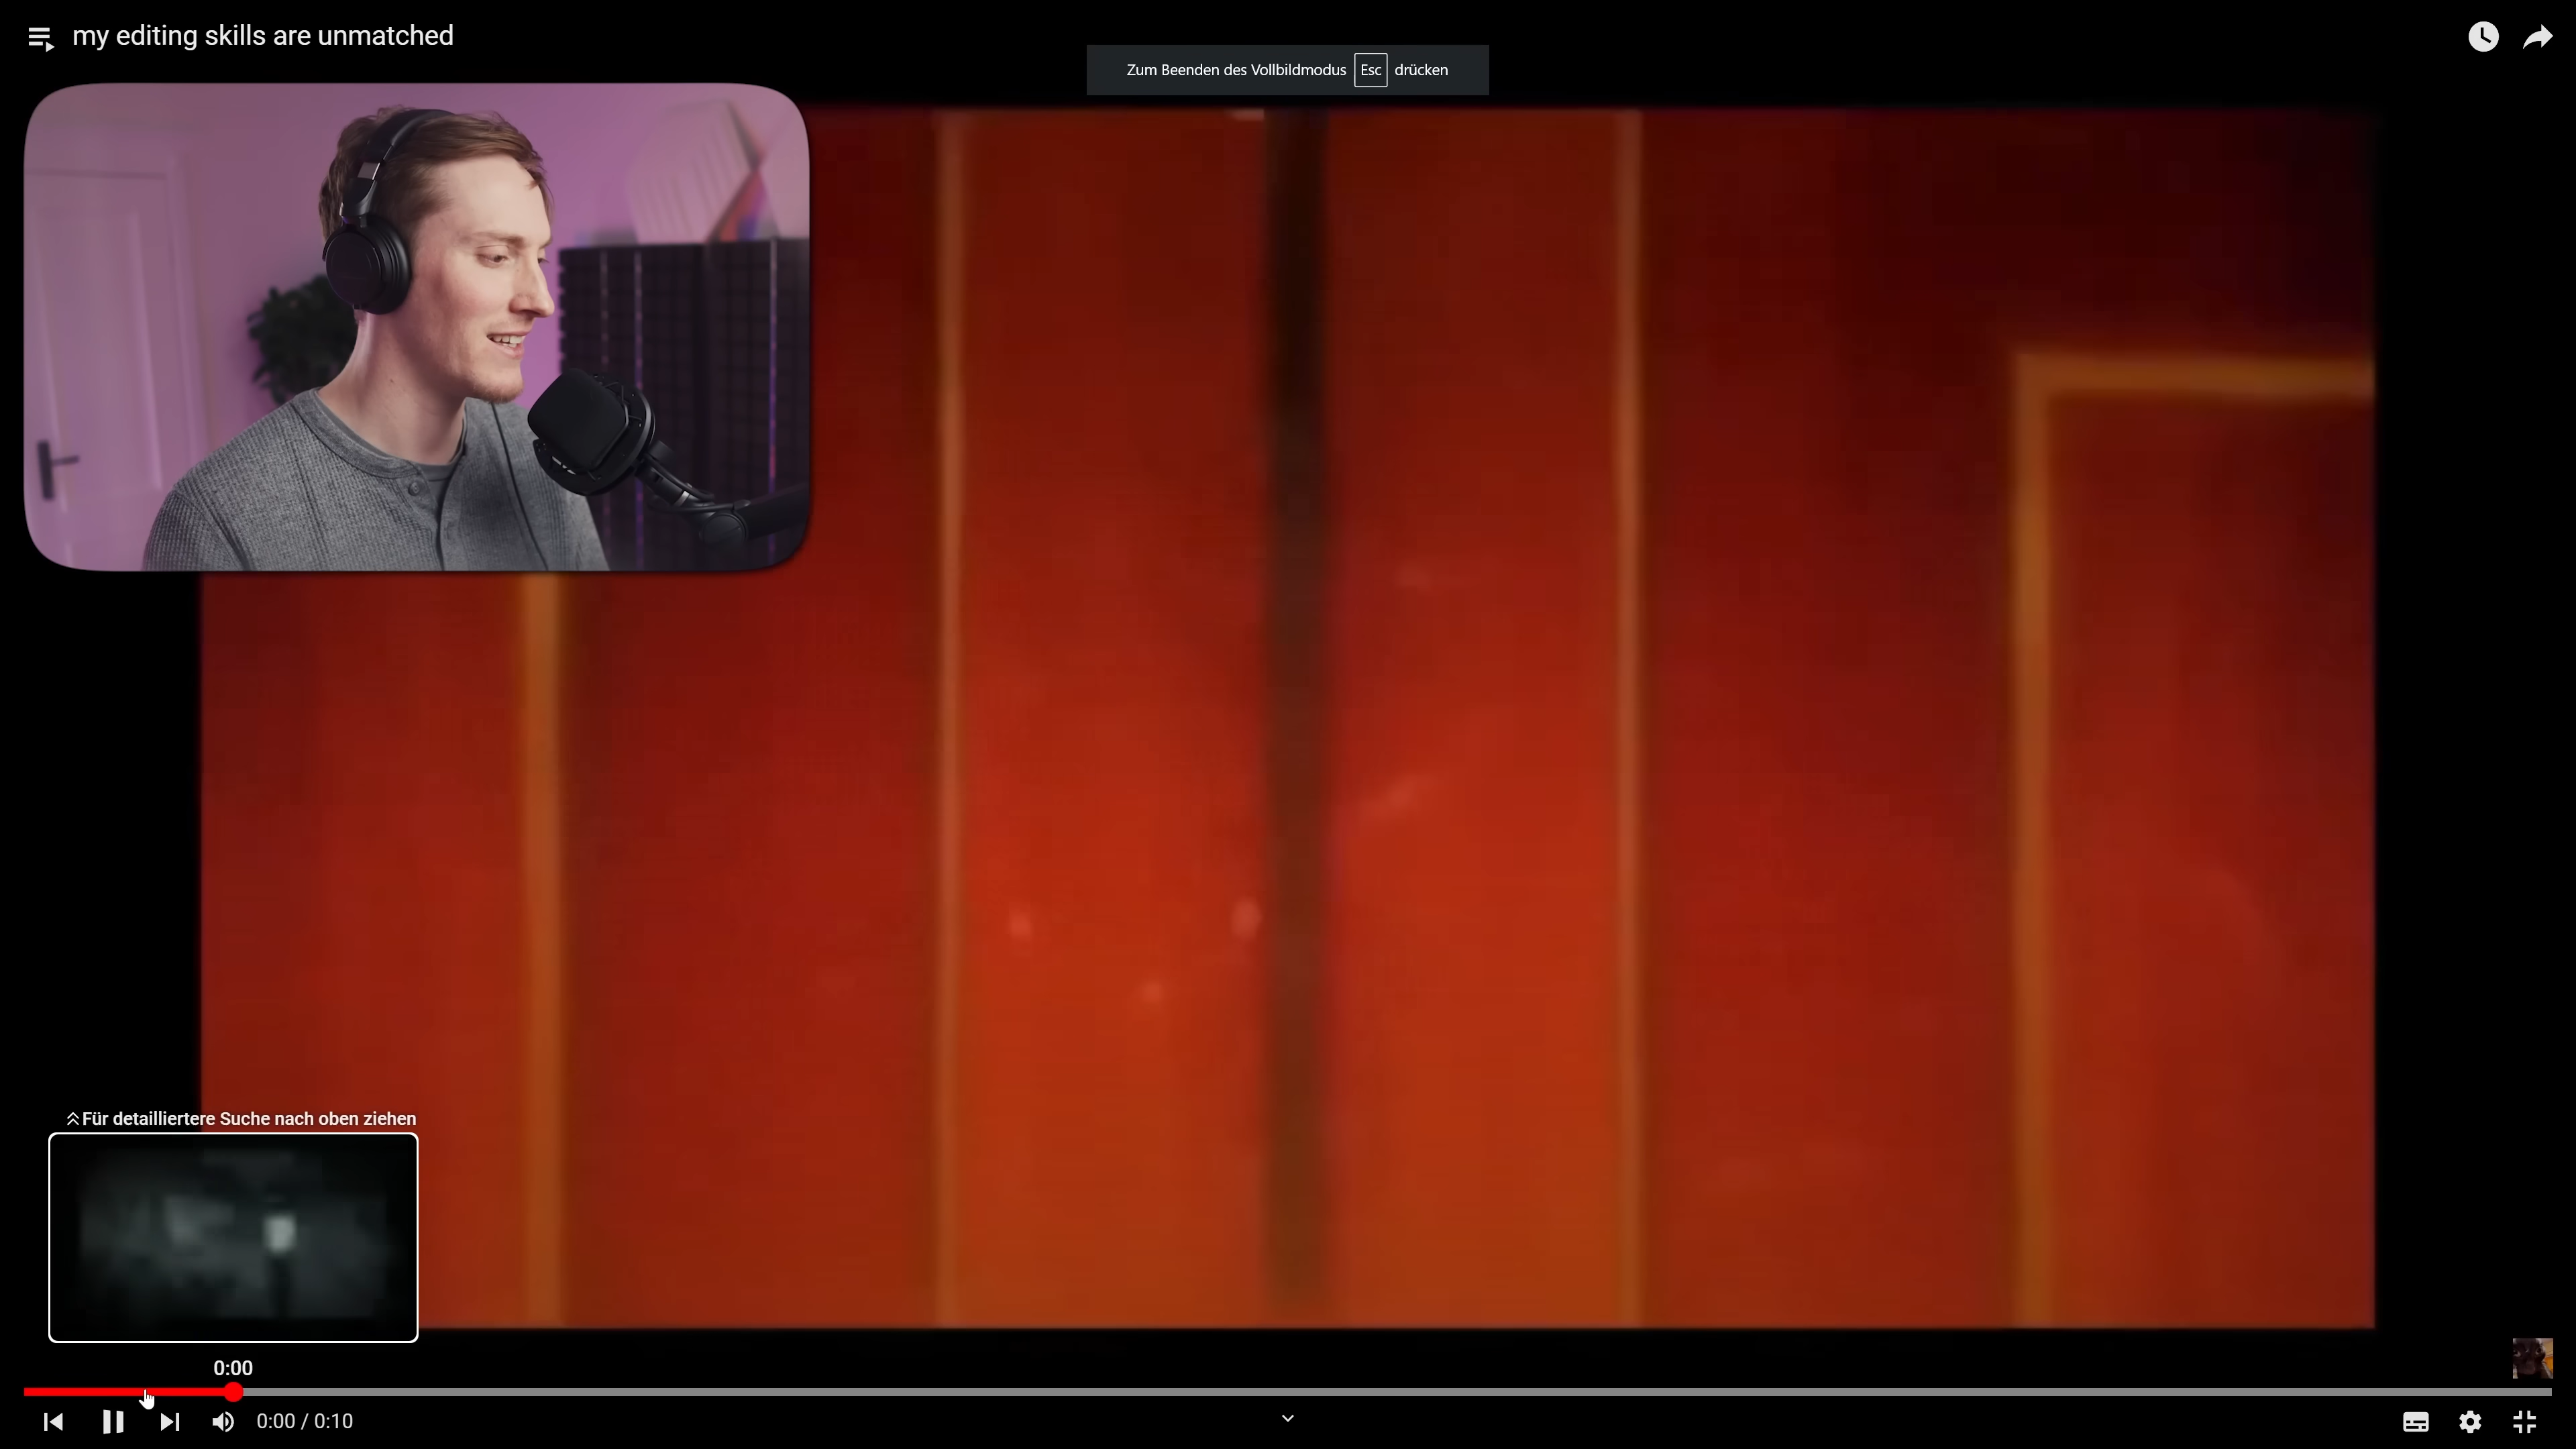 my editing skills are unmatched
Zum Beenden des Vollbildmodus Esc drücken
Für detailliertere Suche nach oben ziehen
0:00
0:00 / 0:10